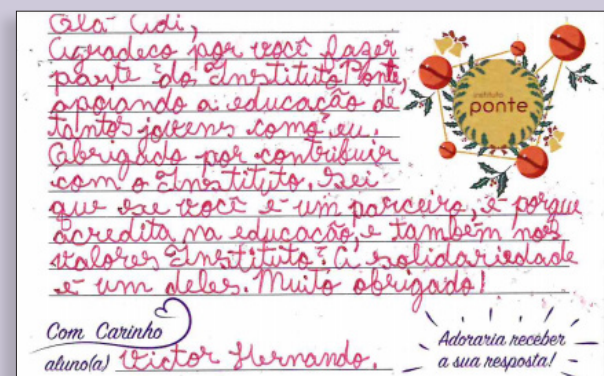 Olá Cidi,
Agradeço por você fazer
parte do Instituto Ponte,
apoiando a educação de
tantos jovens como eu.
Obrigado por contribuir
com o Instituto. Sei
que se você é um parceiro, é porque
acredita na educação, e também nos
valores Instituto. A solidariedade
é um deles. Muito obrigado!
instituto
ponte
Com Carinho
aluno(a) Victor Hernando.
Adoraria receber
a sua resposta!